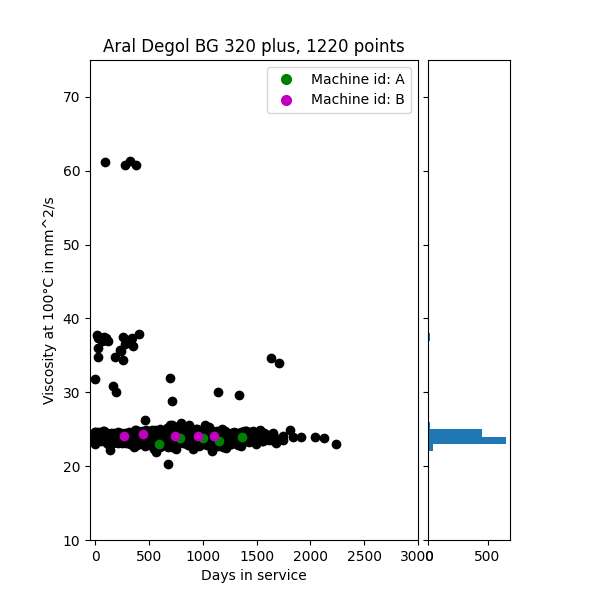 Aral Degol BG 320 plus, 1220 points
Machine id: A
Machine id: B
Viscosity at 100°C in mm^2/s
70
60
50
40
30
20
10
0 500 1000 1500 2000 2500 3000
0 500
Days in service